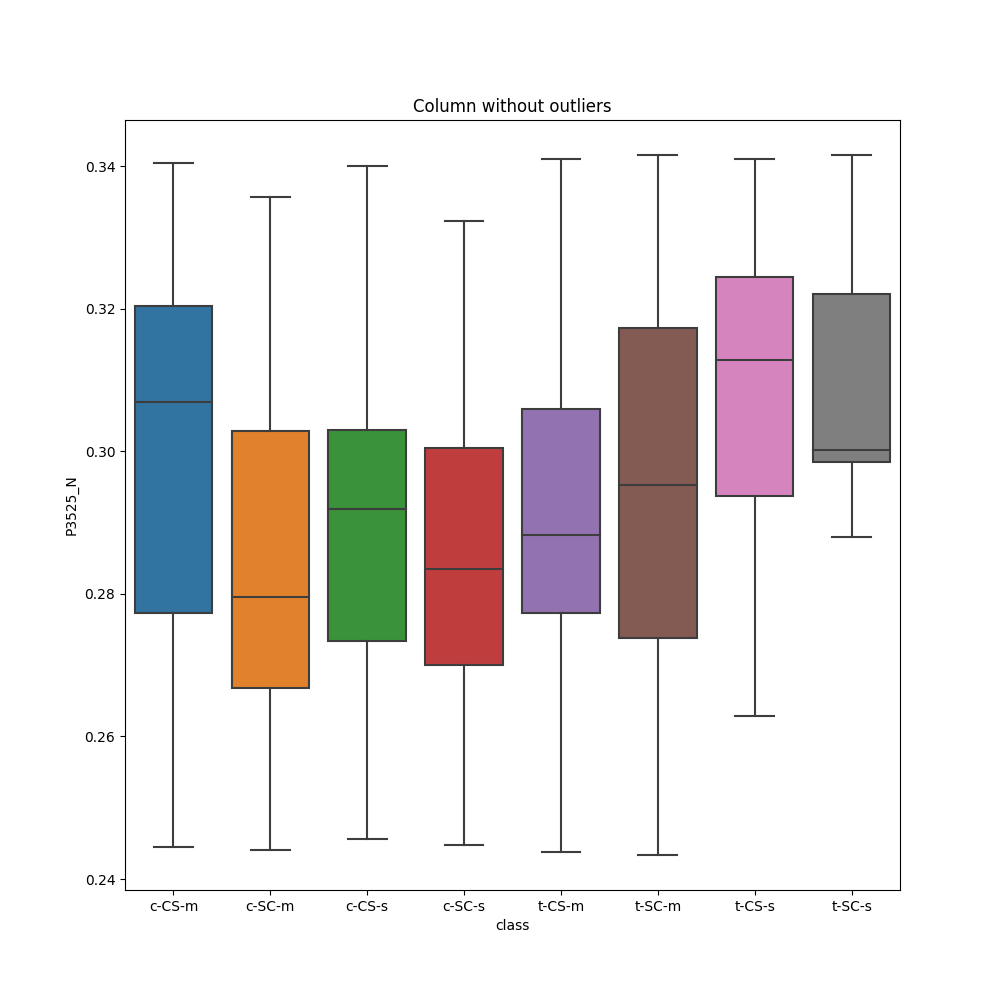 Column without outliers
P3525_N
0.34
0.32
0.30
0.28
0.26
0.24
c-CS-m c-SC-m c-CS-s c-SC-s t-CS-m t-SC-m t-CS-s t-SC-s
class